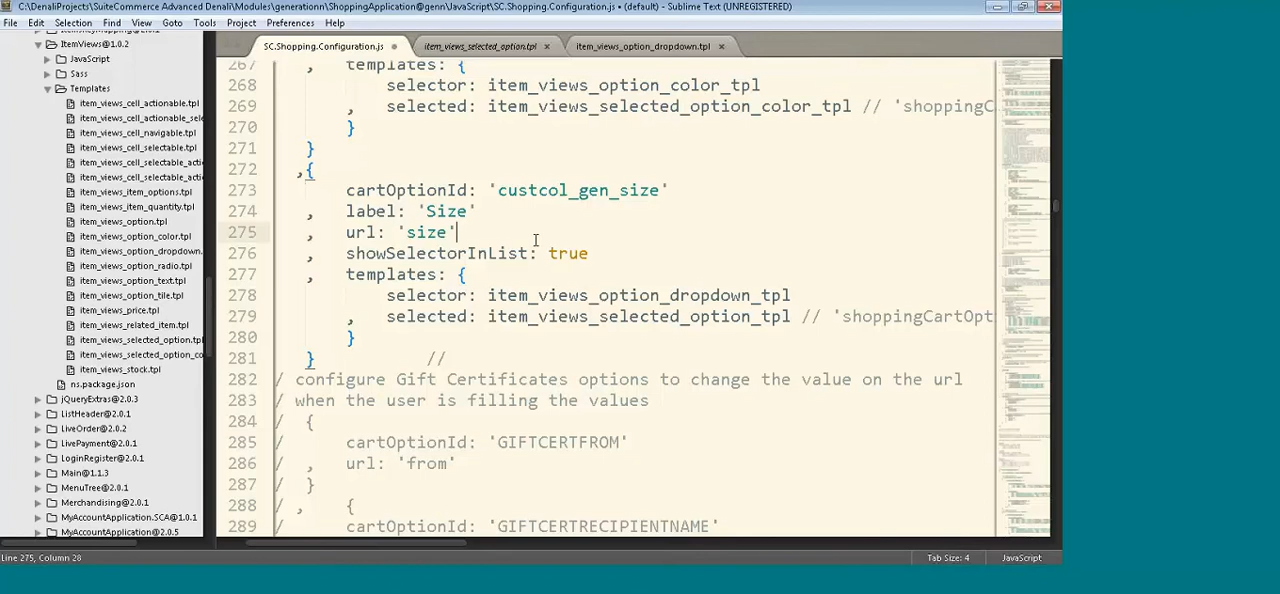 C:\DenaliProjects\SuiteCommerce Advanced Denali\Modules\generationn\ShoppingApplication@genn\JavaScript\SC.Shopping.Configuration.js • (default) - Sublime Text (UNREGISTERED)
File Edit Selection Find View Goto Tools Project Preferences Help
ItemViews@1.0.2
JavaScript
Sass
Templates
item_views_cell_actionable.tpl
item_views_cell_actionable_sel
item_views_cell_navigable.tpl
item_views_cell_selectable.tpl
item_views_cell_selectable_acti
item_views_cell_selectable_acti
item_views_item_options.tpl
item_views_item_quantity.tpl
item_views_option.tpl
item_views_option_color.tpl
item_views_option_dropdown.
item_views_option_radio.tpl
item_views_option_text.tpl
item_views_option_tile.tpl
item_views_price.tpl
item_views_related_item.tpl
item_views_selected_option.tpl
item_views_selected_option_co
item_views_stock.tpl
ns.package.json
jQueryExtras@2.0.3
ListHeader@2.0.1
LiveOrder@2.0.2
LivePayment@2.0.1
LoginRegister@2.0.1
Main@1.1.3
MenuTree@2.0.1
Merchandising@2.0.1
MyAccountApplication.SCA@1.0.1
MyAccountApplication@2.0.5
SC.Shopping.Configuration.js item_views_selected_option.tpl × item_views_option_dropdown.tpl ×
267 , templates: {
268 selector: item_views_option_color_tpl
269 , selected: item_views_selected_option_color_tpl // 'shoppingC
270 }
271 }
272 ,{
273 cartOptionId: 'custcol_gen_size'
274 , label: 'Size'
275 , url: 'size'
276 , showSelectorInList: true
277 , templates: {
278 selector: item_views_option_dropdown_tpl
279 , selected: item_views_selected_option_tpl // 'shoppingCartOpt
280 }
281 } //
282 / configure Gift Certificates options to change the value on the url
283 / when the user is filling the values
284 / {
285 / cartOptionId: 'GIFTCERTFROM'
286 / , url: 'from'
287 / }
288 / , {
289 / cartOptionId: 'GIFTCERTRECIPIENTNAME'
Line 275, Column 28 Tab Size: 4 JavaScript